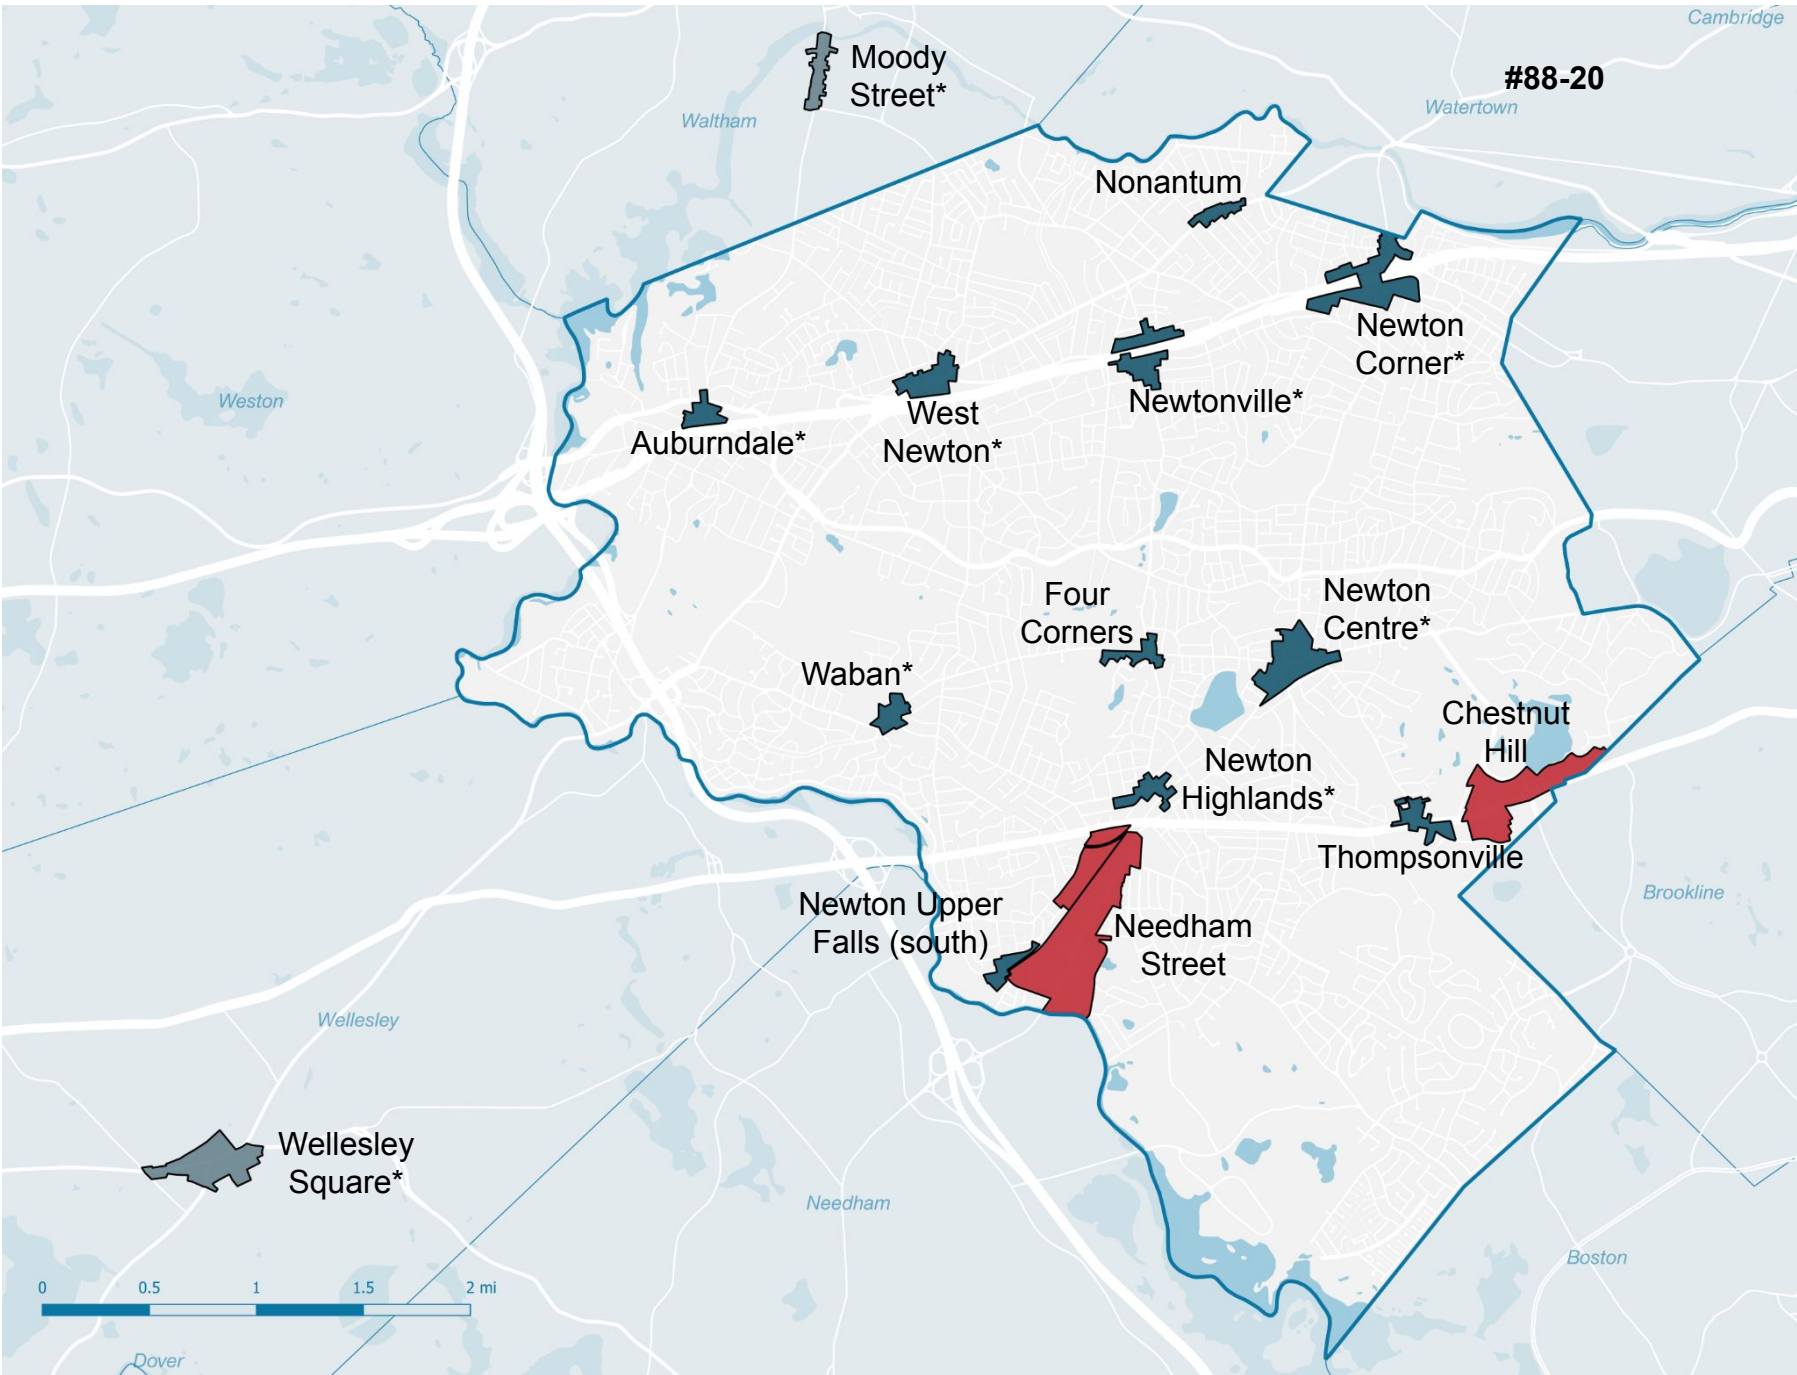 Cambridge
Moody
Street*
#88-20
Watertown
Waltham
Nonantum
Newton
Corner*
Weston
Newtonville*
West
Newton*
Auburndale*
Four
Corners
Newton
Centre*
Waban*
Chestnut
Hill
Newton
Highlands*
Thompsonville
Brookline
Newton Upper
Falls (south)
Needham
Street
Wellesley
Wellesley
Square*
Needham
Boston
0 0.5 1 1.5 2 mi
Dover